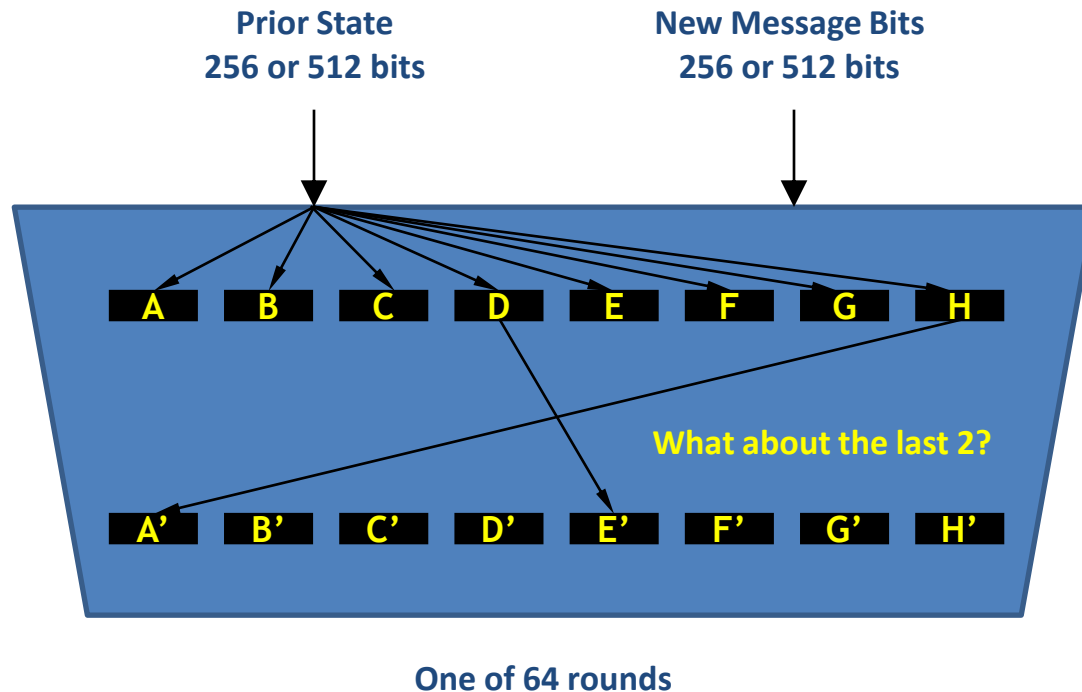 Prior State
256 or 512 bits
New Message Bits
256 or 512 bits
A B C D E F G H
What about the last 2?
A’ B’ C’ D’ E’ F’ G’ H’
One of 64 rounds